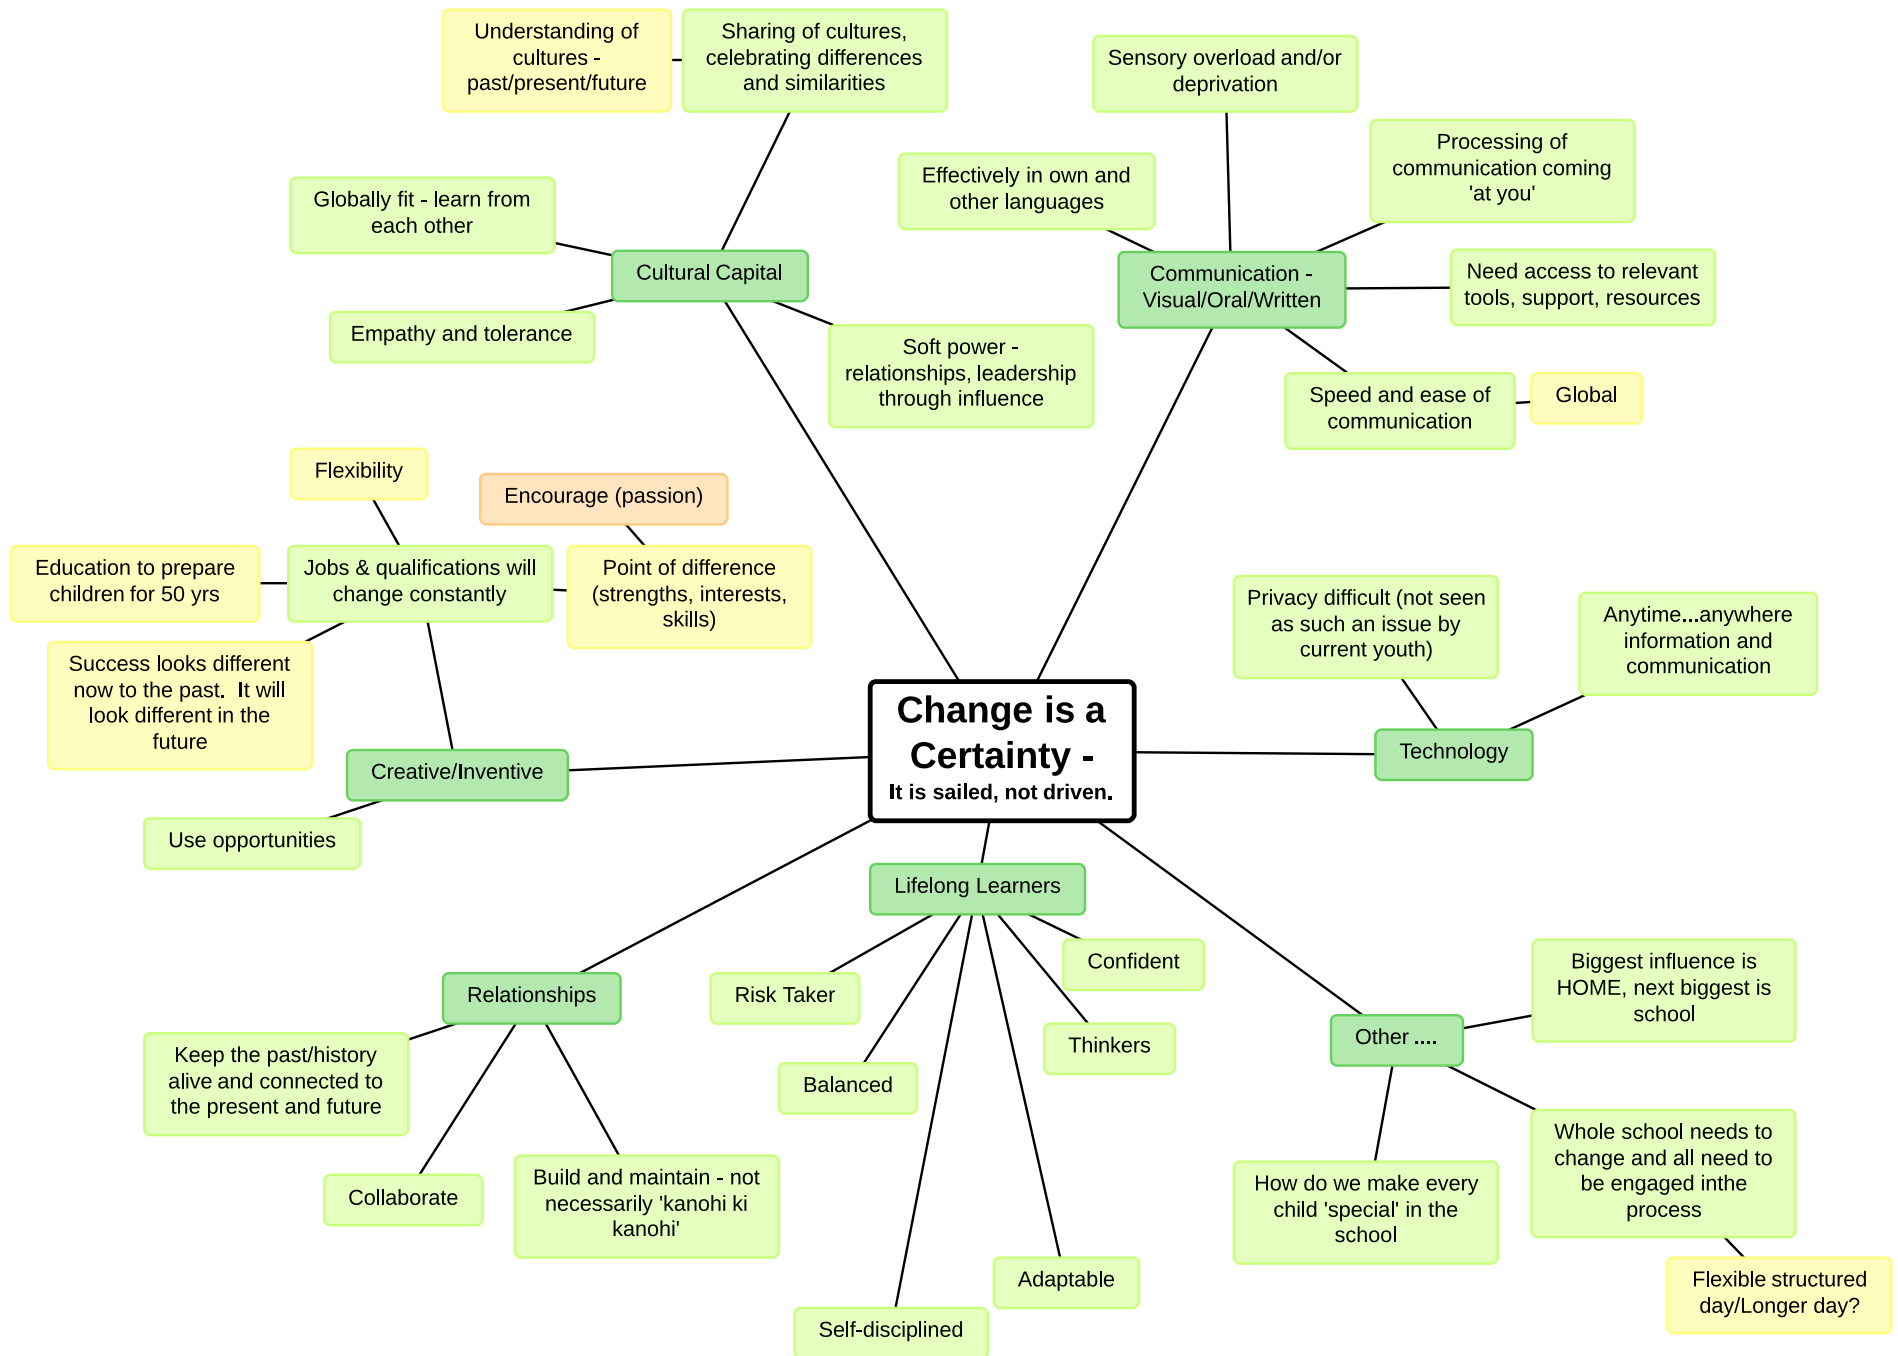 Understanding of
cultures -
past/present/future
Sharing of cultures,
celebrating differences
and similarities
Globally fit - learn from
each other
Cultural Capital
Empathy and tolerance
Soft power -
relationships, leadership
through influence
Sensory overload and/or
deprivation
Effectively in own and
other languages
Processing of
communication coming
'at you'
Communication -
Visual/Oral/Written
Need access to relevant
tools, support, resources
Speed and ease of
communication
Global
Flexibility
Encourage (passion)
Education to prepare
children for 50 yrs
Jobs & qualifications will
change constantly
Point of difference
(strengths, interests,
skills)
Success looks different
now to the past.  It will
look different in the
future
Creative/Inventive
Use opportunities
Change is a
Certainty -
It is sailed, not driven.
Privacy difficult (not seen
as such an issue by
current youth)
Anytime...anywhere
information and
communication
Technology
Relationships
Keep the past/history
alive and connected to
the present and future
Collaborate
Build and maintain - not
necessarily 'kanohi ki
kanohi'
Lifelong Learners
Risk Taker
Balanced
Self-disciplined
Adaptable
Thinkers
Confident
Other ....
Biggest influence is
HOME, next biggest is
school
How do we make every
child 'special' in the
school
Whole school needs to
change and all need to
be engaged inthe
process
Flexible structured
day/Longer day?